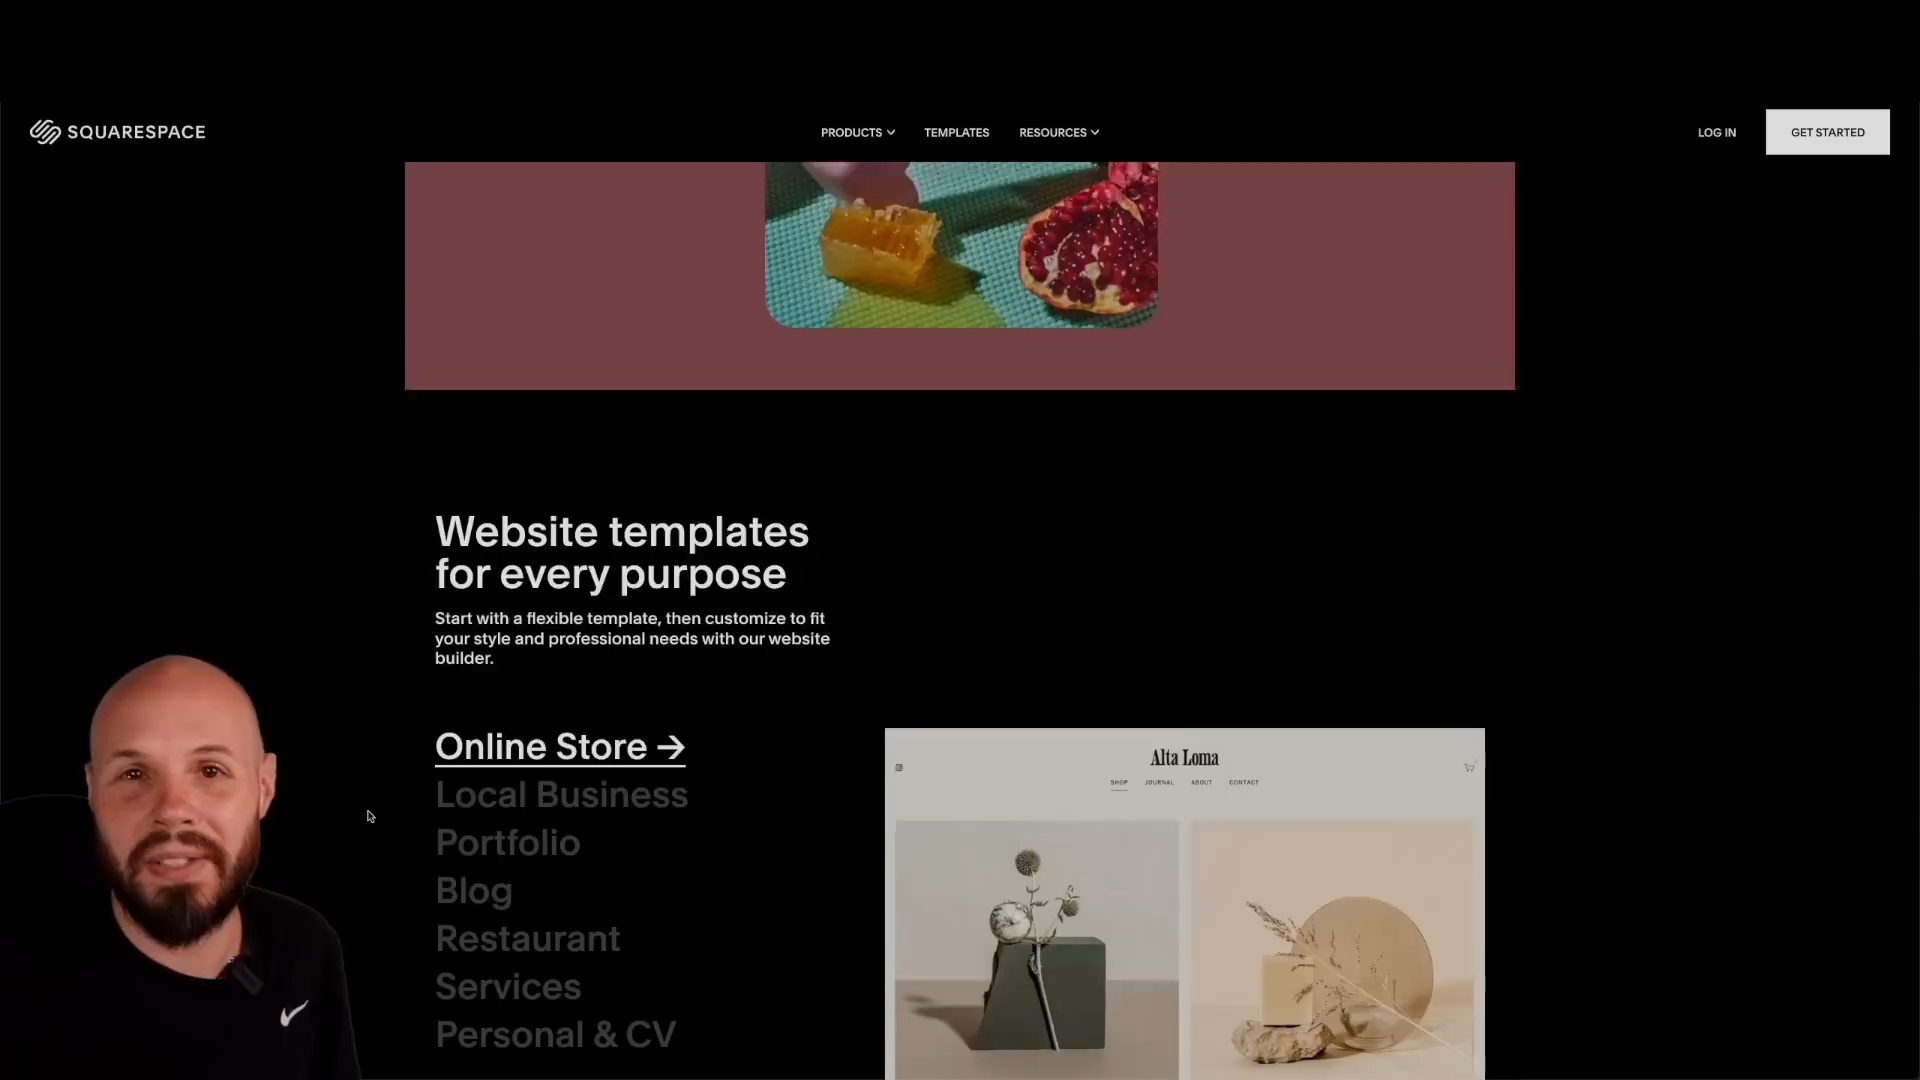 SQUARESPACE
PRODUCTS
TEMPLATES
RESOURCES
LOG IN
GET STARTED
Website templates
for every purpose
Start with a flexible template, then customize to fit
your style and professional needs with our website
builder.
Online Store →
Local Business
Portfolio
Blog
Restaurant
Services
Personal & CV
Alta Loma
SHOP
JOURNAL
ABOUT
CONTACT